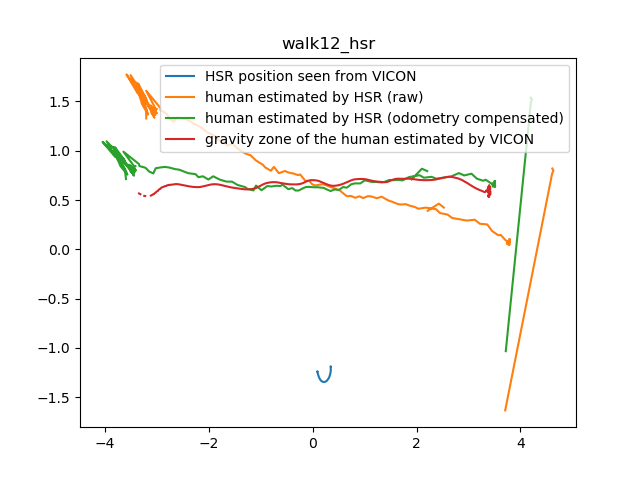 walk12_hsr
HSR position seen from VICON
human estimated by HSR (raw)
human estimated by HSR (odometry compensated)
gravity zone of the human estimated by VICON
1.5
1.0
0.5
0.0
−0.5
−1.0
−1.5
−4 −2 0 2 4